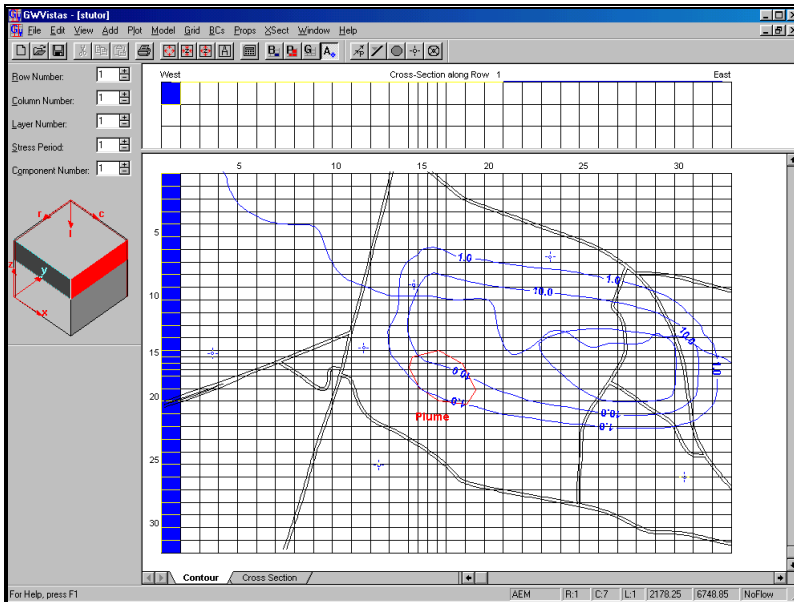 GWVistas - [stutor]
File Edit View Add Plot Model Grid BCs Props XSect Window Help
Row Number: 1
Column Number: 1
Layer Number: 1
Stress Period: 1
Component Number: 1
r c
l
z y
x
West Cross-Section along Row 1 East
5 10 15 20 25 30
5
10
15
20
25
30
1.0
1.0
10.0
10.0
1.0
10.0
1.0
10.0
1.0
Plume
Contour Cross Section
For Help, press F1 AEM R:1 C:7 L:1 2178.25 6748.85 NoFlow